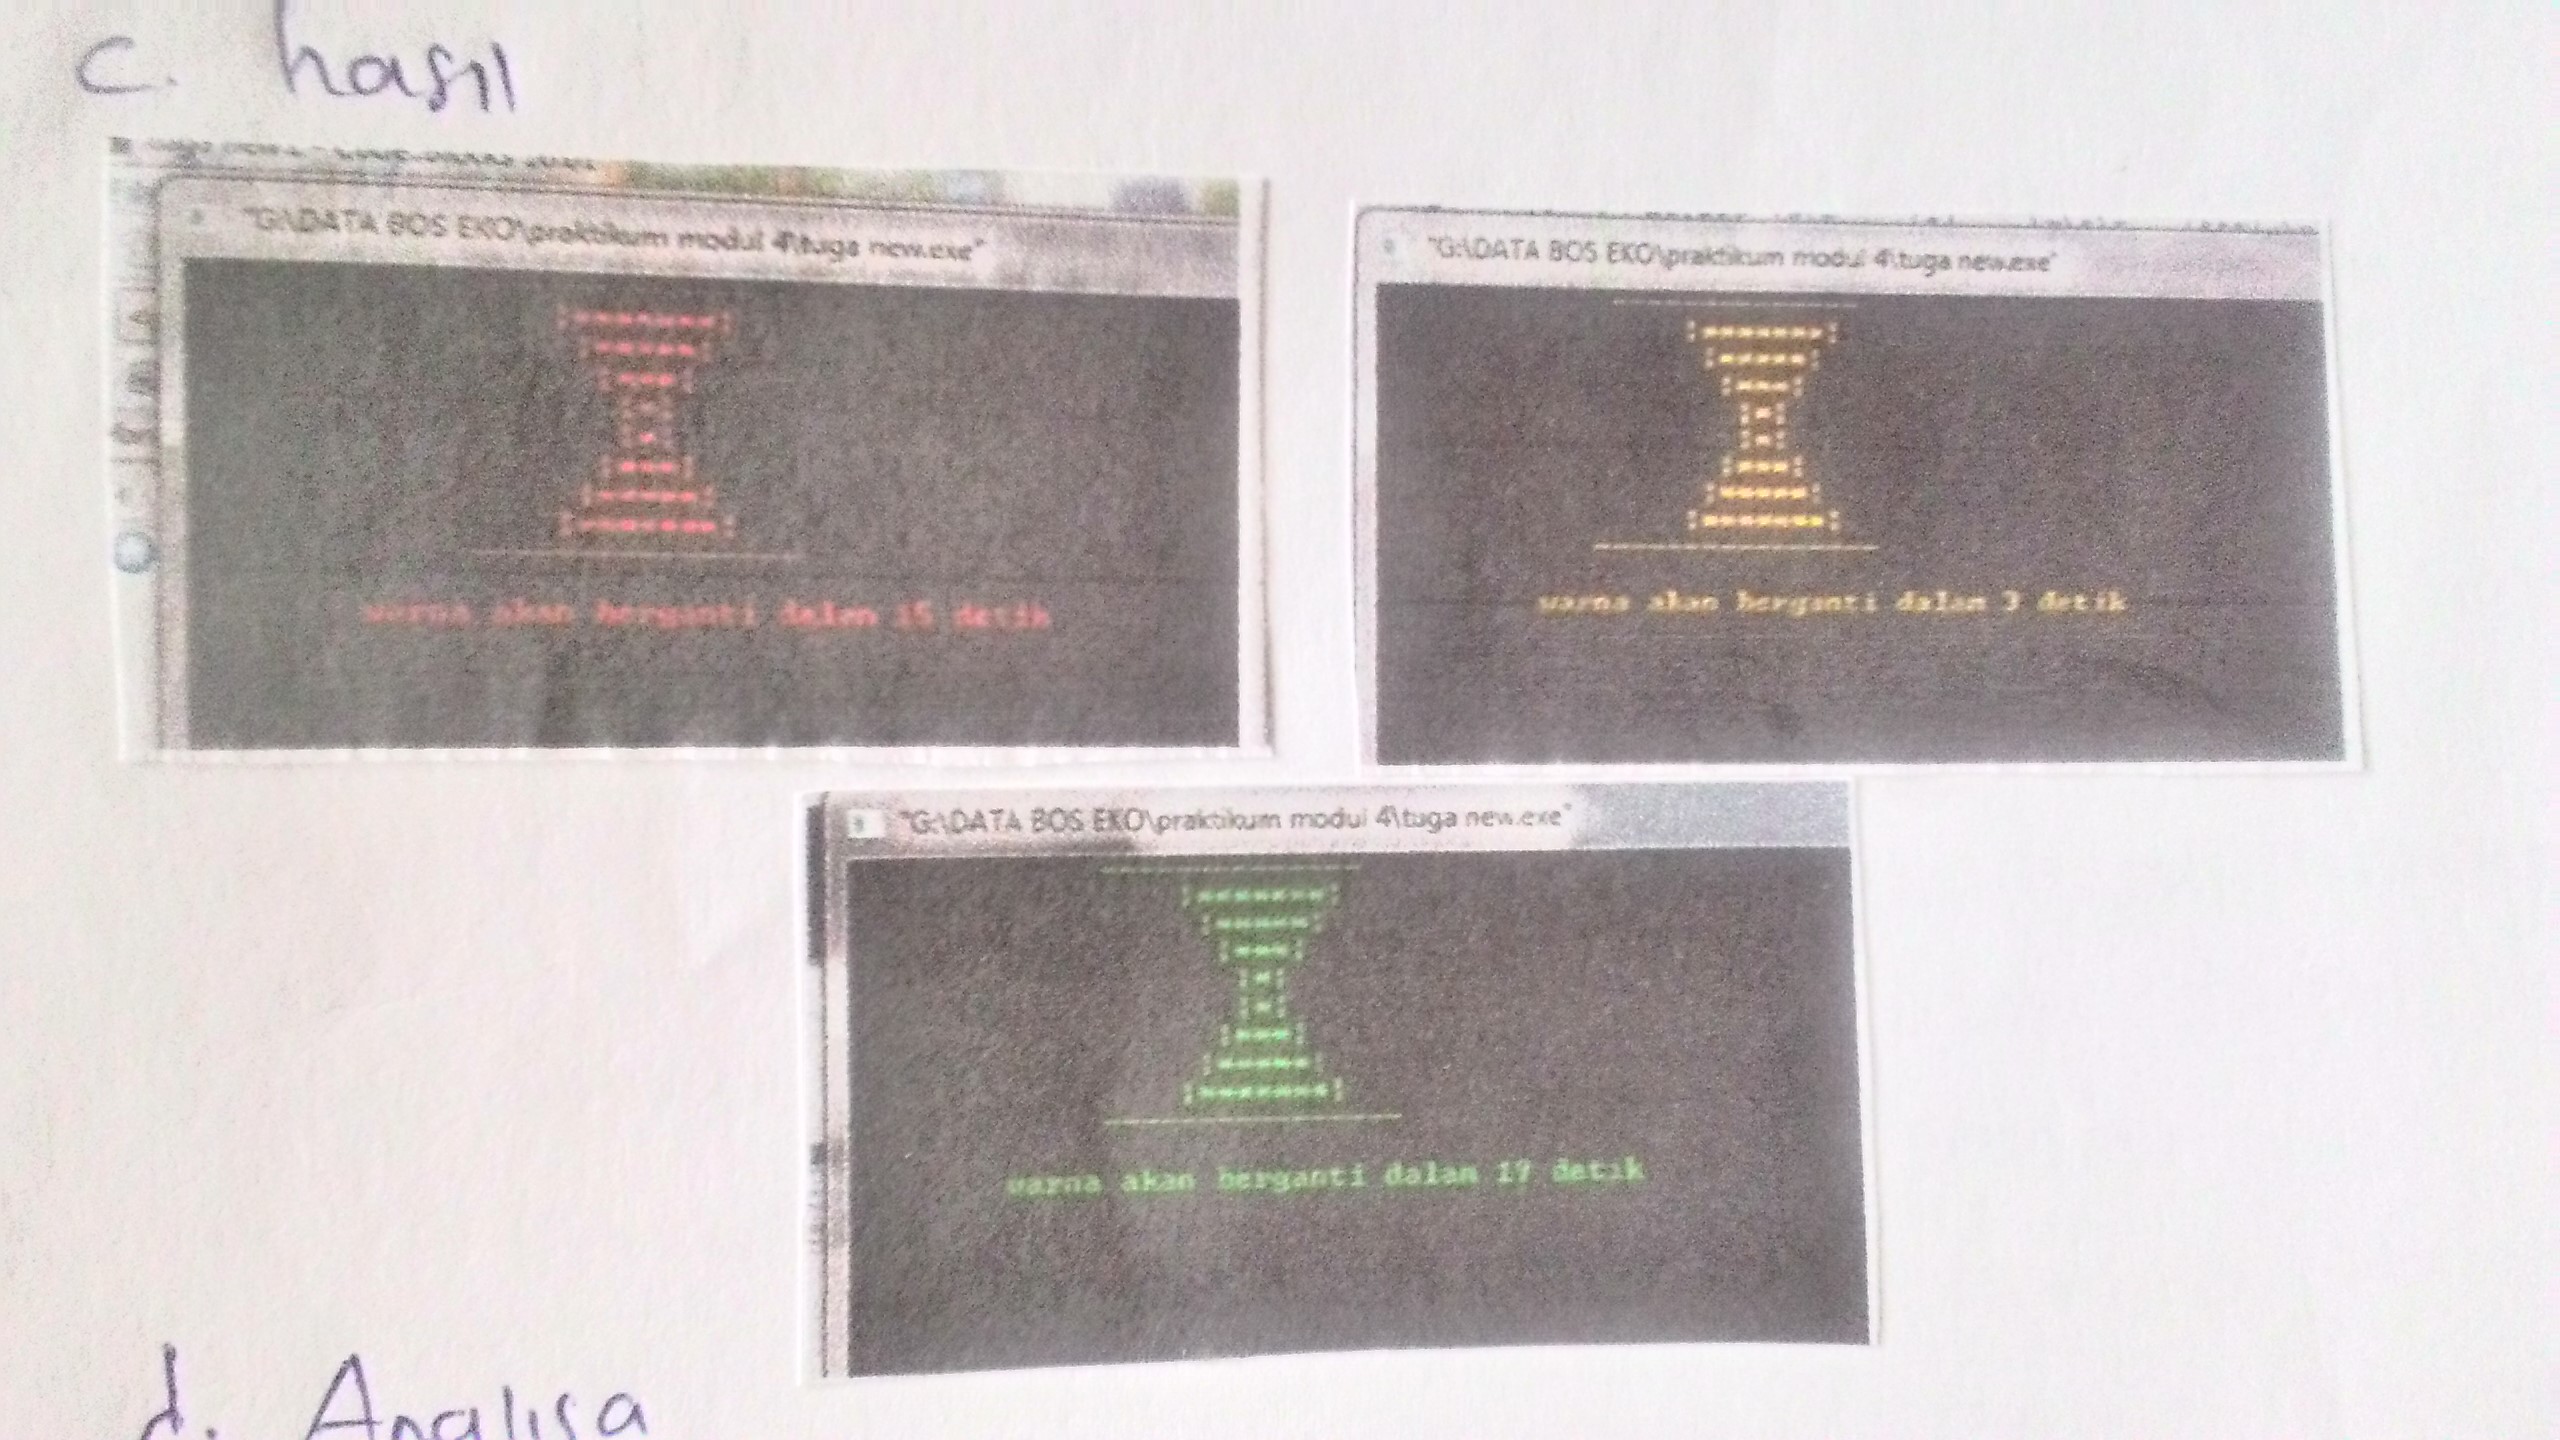 c. hasil
"G:\DATA BOS EKO\praktikum modul 4\tuga new.exe"
warna akan berganti dalam 15 detik
"G:\DATA BOS EKO\praktikum modul 4\tuga new.exe"
warna akan berganti dalam 3 detik
"G:\DATA BOS EKO\praktikum modul 4\tuga new.exe"
warna akan berganti dalam 19 detik
d. Analisa